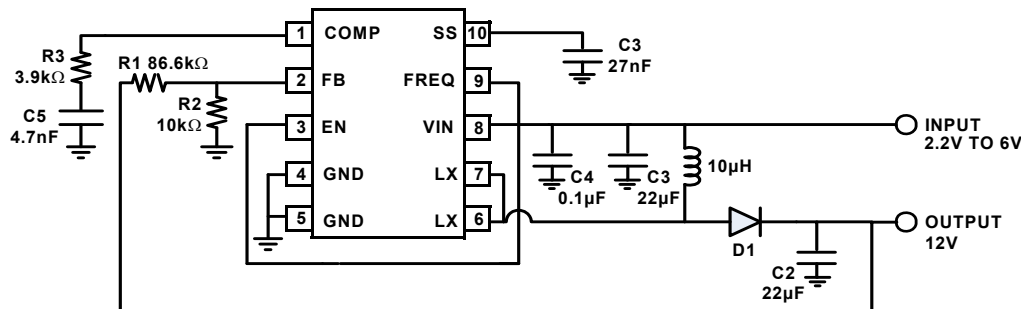 R3
3.9kΩ
C5
4.7nF
R1 86.6kΩ
R2
10kΩ
1 COMP
2 FB
3 EN
4 GND
5 GND
SS 10
FREQ 9
VIN 8
LX 7
LX 6
C3
27nF
C4
0.1µF
C3
22µF
10µH
D1
C2
22µF
INPUT
2.2V TO 6V
OUTPUT
12V